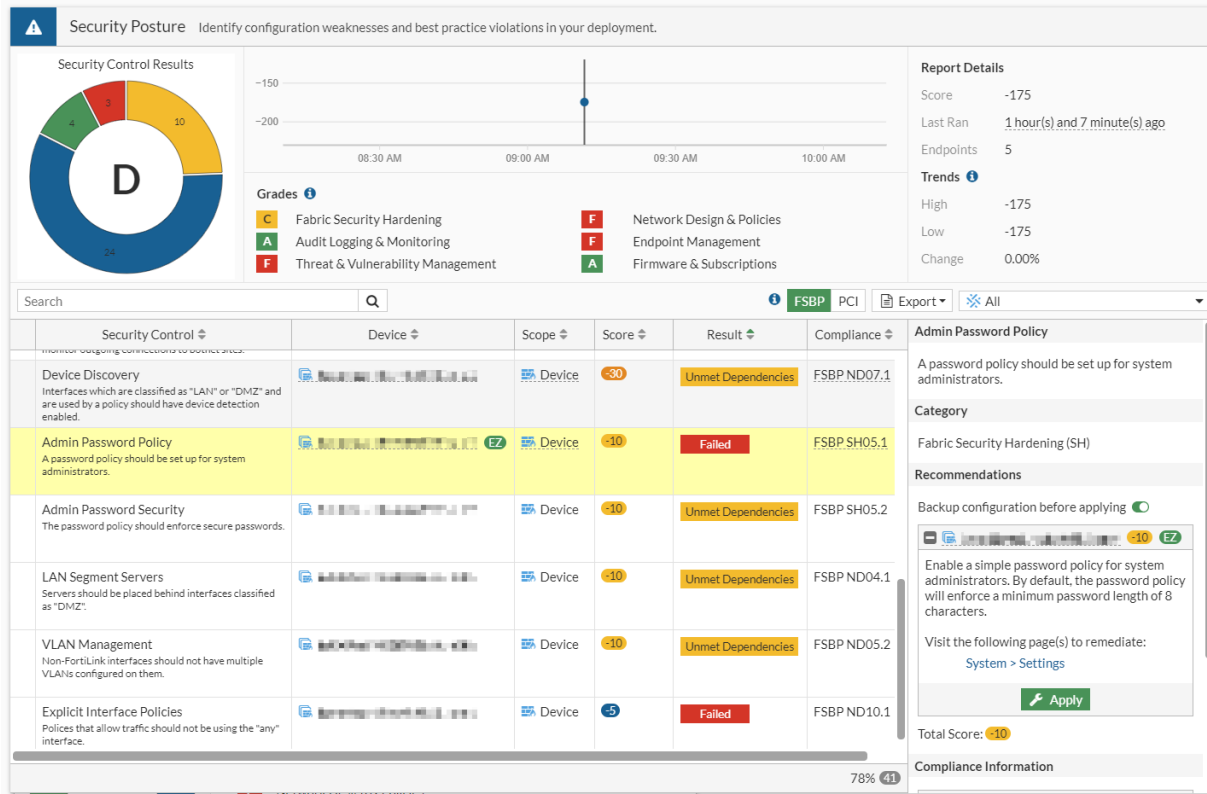 Security Posture Identify configuration weaknesses and best practice violations in your deployment.
Security Control Results
3
4
10
D
24
-150
-200
08:30 AM 09:00 AM 09:30 AM 10:00 AM
Grades
C Fabric Security Hardening
F Network Design & Policies
A Audit Logging & Monitoring
F Endpoint Management
F Threat & Vulnerability Management
A Firmware & Subscriptions
Report Details
Score -175
Last Ran 1 hour(s) and 7 minute(s) ago
Endpoints 5
Trends
High -175
Low -175
Change 0.00%
Search
FSBP PCI Export All
Security Control Device Scope Score Result Compliance
monitor outgoing connections to botnet sites.
Device Discovery
Interfaces which are classified as "LAN" or "DMZ" and
are used by a policy should have device detection
enabled.
Device -30 Unmet Dependencies FSBP ND07.1
Admin Password Policy
A password policy should be set up for system
administrators.
EZ Device -10 Failed FSBP SH05.1
Admin Password Security
The password policy should enforce secure passwords.
Device -10 Unmet Dependencies FSBP SH05.2
LAN Segment Servers
Servers should be placed behind interfaces classified
as "DMZ".
Device -10 Unmet Dependencies FSBP ND04.1
VLAN Management
Non-FortiLink interfaces should not have multiple
VLANs configured on them.
Device -10 Unmet Dependencies FSBP ND05.2
Explicit Interface Policies
Polices that allow traffic should not be using the "any"
interface.
Device -5 Failed FSBP ND10.1
78% 41
Admin Password Policy
A password policy should be set up for system
administrators.
Category
Fabric Security Hardening (SH)
Recommendations
Backup configuration before applying
-10 EZ
Enable a simple password policy for system
administrators. By default, the password policy
will enforce a minimum password length of 8
characters.
Visit the following page(s) to remediate:
System > Settings
Apply
Total Score: -10
Compliance Information